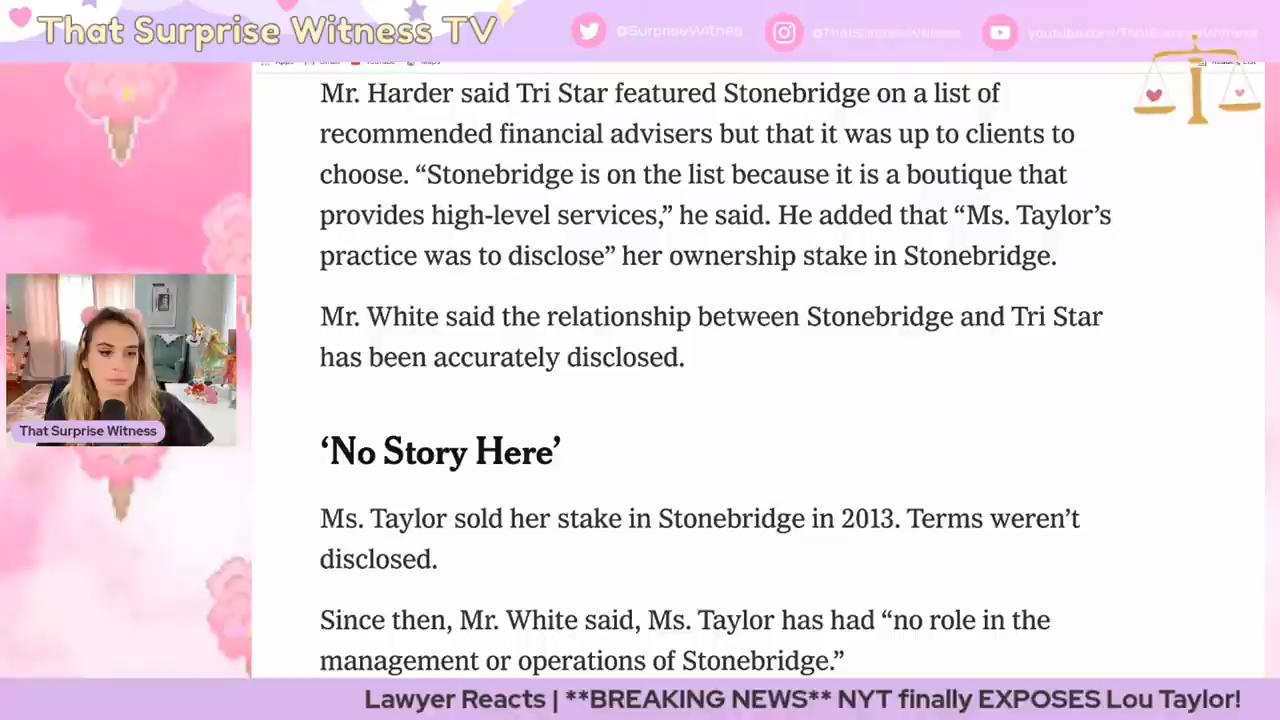 That Surprise Witness TV
@SurpriseWitnes
@ThatSurpriseWitness
youtube.com/ThatSurpriseWitness
Mr. Harder said Tri Star featured Stonebridge on a list of
recommended financial advisers but that it was up to clients to
choose. “Stonebridge is on the list because it is a boutique that
provides high-level services,” he said. He added that “Ms. Taylor’s
practice was to disclose” her ownership stake in Stonebridge.
Mr. White said the relationship between Stonebridge and Tri Star
has been accurately disclosed.
‘No Story Here’
Ms. Taylor sold her stake in Stonebridge in 2013. Terms weren’t
disclosed.
Since then, Mr. White said, Ms. Taylor has had “no role in the
management or operations of Stonebridge.”
That Surprise Witness
Lawyer Reacts | **BREAKING NEWS** NYT finally EXPOSES Lou Taylor!